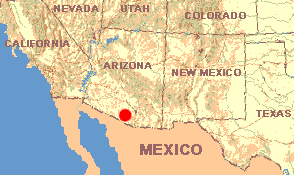 NEVADA
UTAH
COLORADO
CALIFORNIA
ARIZONA
NEW MEXICO
TEXAS
MEXICO